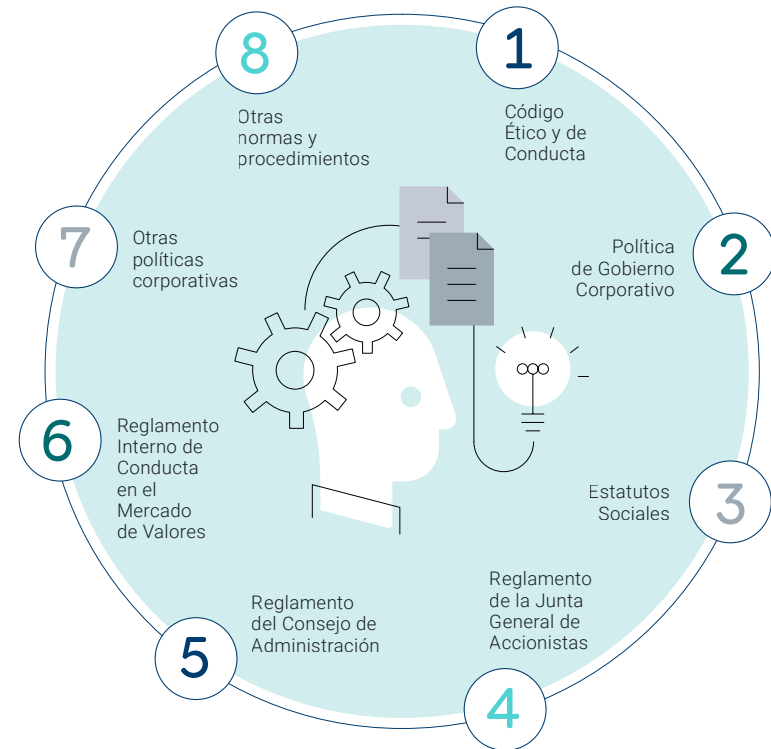 1
Código
Ético y de
Conducta
2
Política
de Gobierno
Corporativo
3
Estatutos
Sociales
4
Reglamento
de la Junta
General de
Accionistas
5
Reglamento
del Consejo de
Administración
6
Reglamento
Interno de
Conducta
en el
Mercado
de Valores
7
Otras
políticas
corporativas
8
Otras
normas y
procedimientos